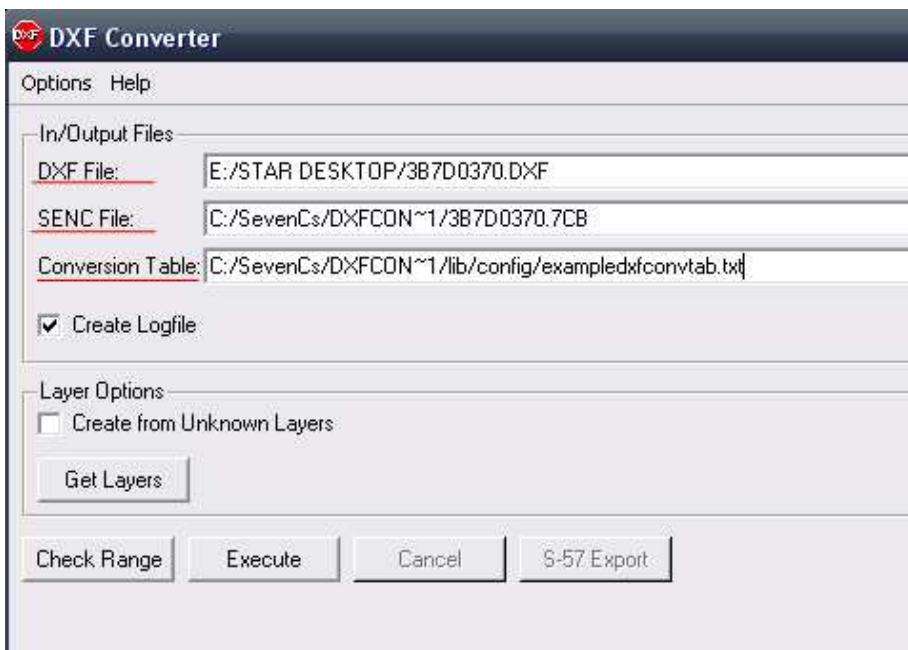 DXF DXF Converter
Options Help
In/Output Files
DXF File: E:/STAR DESKTOP/3B7D0370.DXF
SENC File: C:/SevenCs/DXFCON~1/3B7D0370.7CB
Conversion Table: C:/SevenCs/DXFCON~1/lib/config/exampledxfconvtab.txt
Create Logfile
Layer Options
Create from Unknown Layers
Get Layers
Check Range Execute Cancel S-57 Export